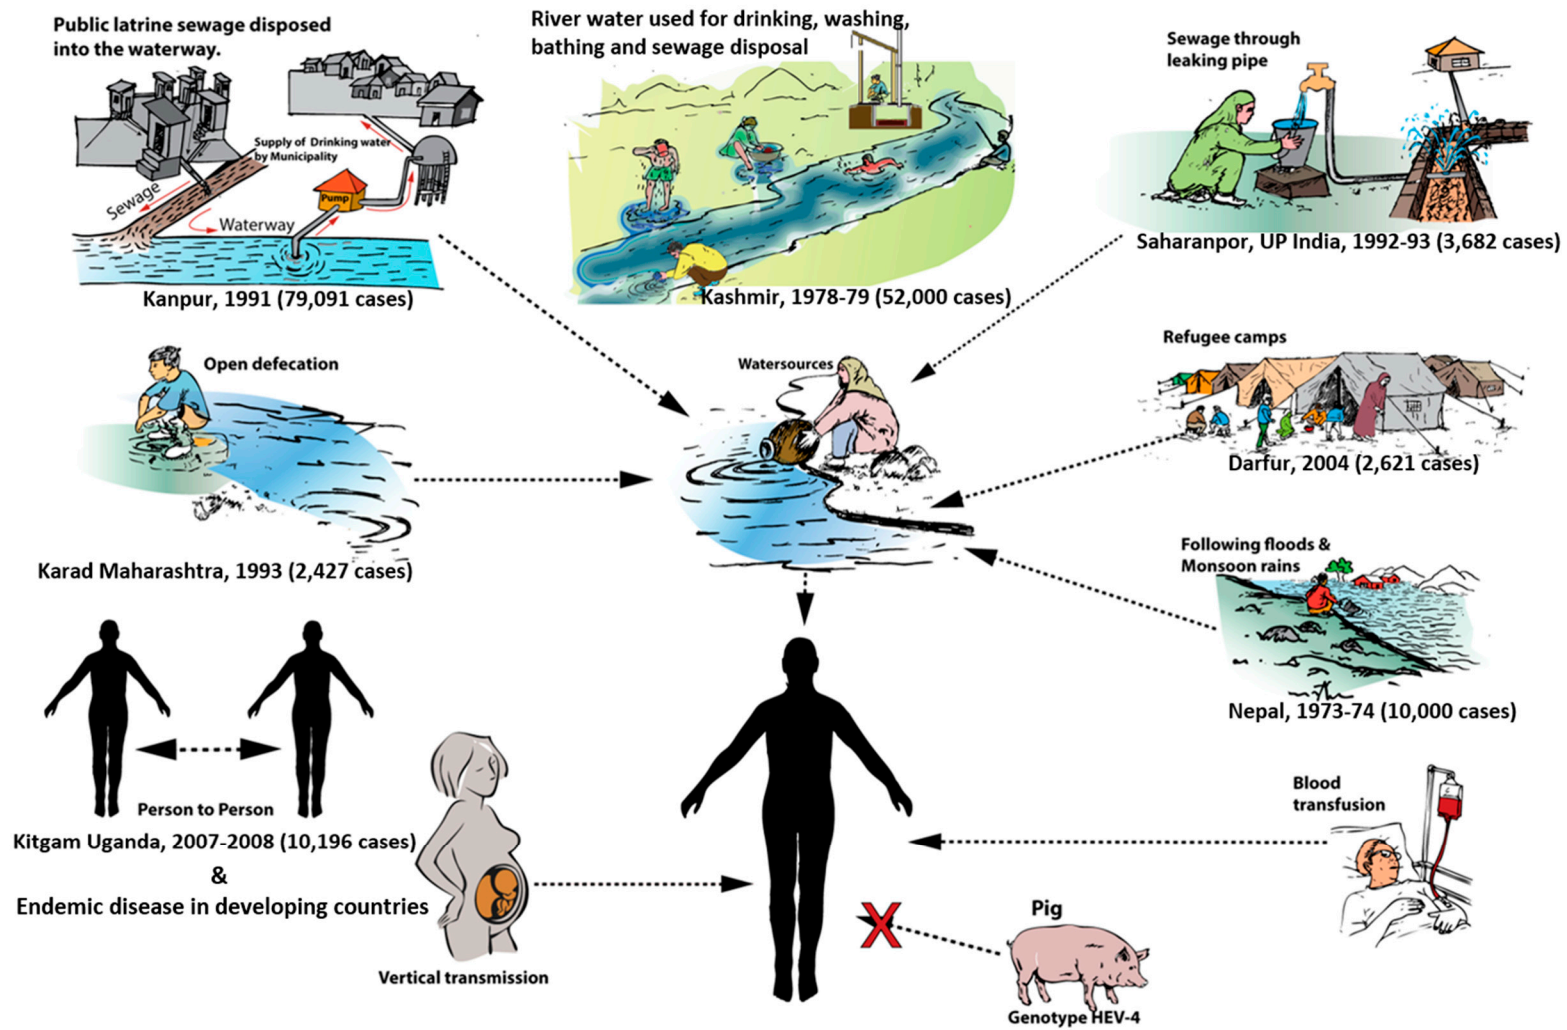 Public latrine sewage disposed
into the waterway.
Supply of Drinking water
by Municipality
Pump
Sewage
Waterway
Kanpur, 1991 (79,091 cases)
River water used for drinking, washing,
bathing and sewage disposal
Kashmir, 1978-79 (52,000 cases)
Sewage through
leaking pipe
Saharanpor, UP India, 1992-93 (3,682 cases)
Open defecation
Karad Maharashtra, 1993 (2,427 cases)
Watersources
Refugee camps
Darfur, 2004 (2,621 cases)
Following floods &
Monsoon rains
Nepal, 1973-74 (10,000 cases)
Person to Person
Kitgam Uganda, 2007-2008 (10,196 cases)
&
Endemic disease in developing countries
Vertical transmission
Blood
transfusion
X
Pig
Genotype HEV-4